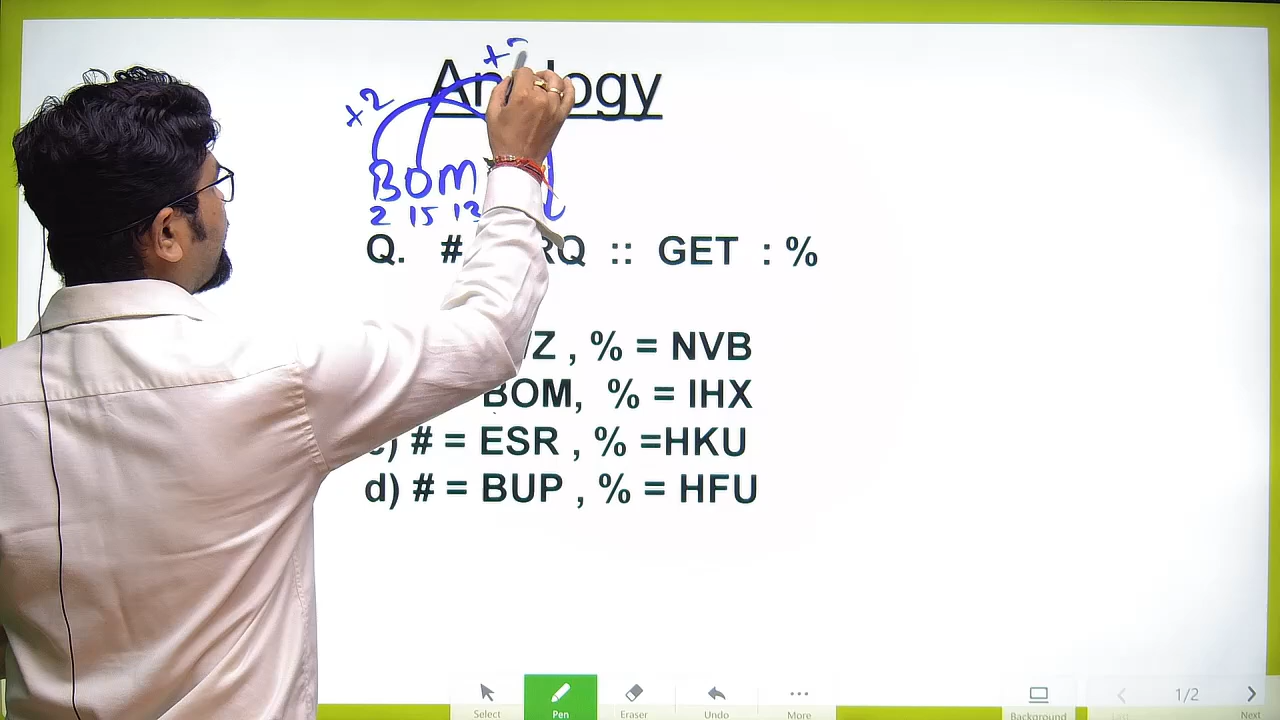 Analogy
+2 +
BOM
2 15 13
Q. # RQ :: GET : %
Z , % = NVB
BOM, % = IHX
c) # = ESR , % =HKU
d) # = BUP , % = HFU
Select Pen Eraser Undo More Background 1/2 Next